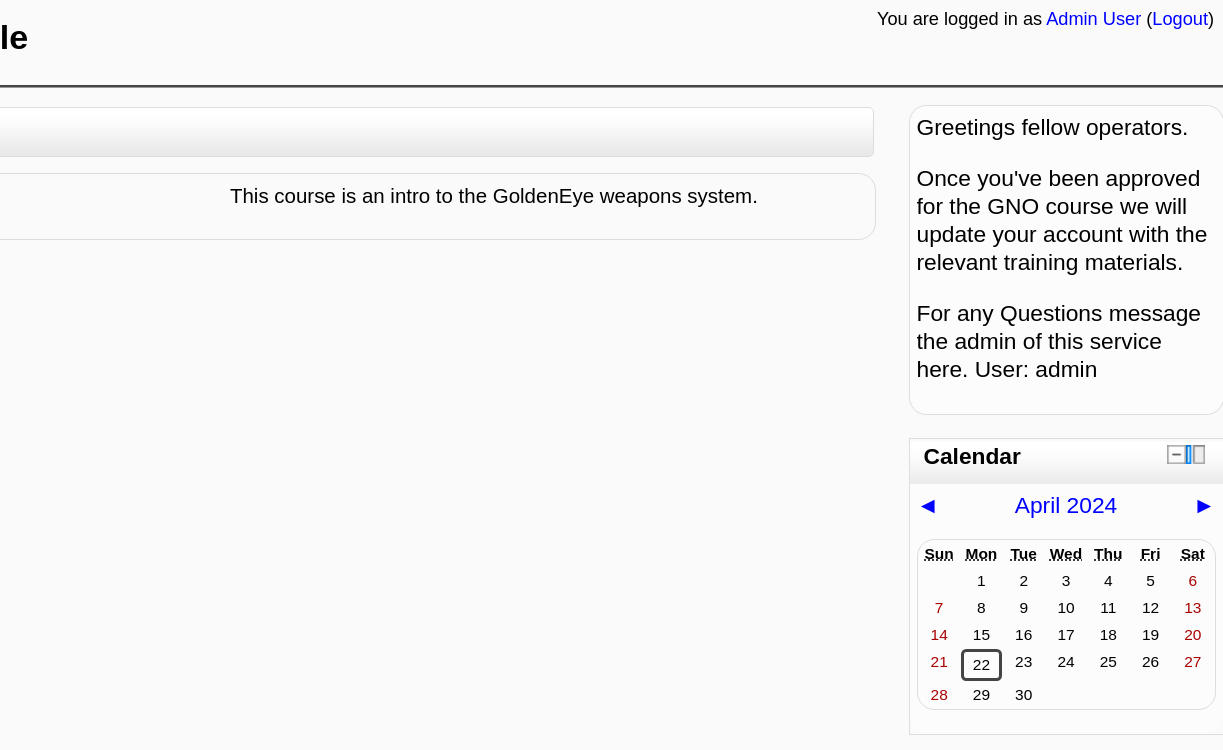 You are logged in as Admin User (Logout)
le
This course is an intro to the GoldenEye weapons system.
Greetings fellow operators.
Once you've been approved
for the GNO course we will
update your account with the
relevant training materials.
For any Questions message
the admin of this service
here. User: admin
Calendar
◄ April 2024 ►
Sun Mon Tue Wed Thu Fri Sat
1 2 3 4 5 6
7 8 9 10 11 12 13
14 15 16 17 18 19 20
21 22 23 24 25 26 27
28 29 30